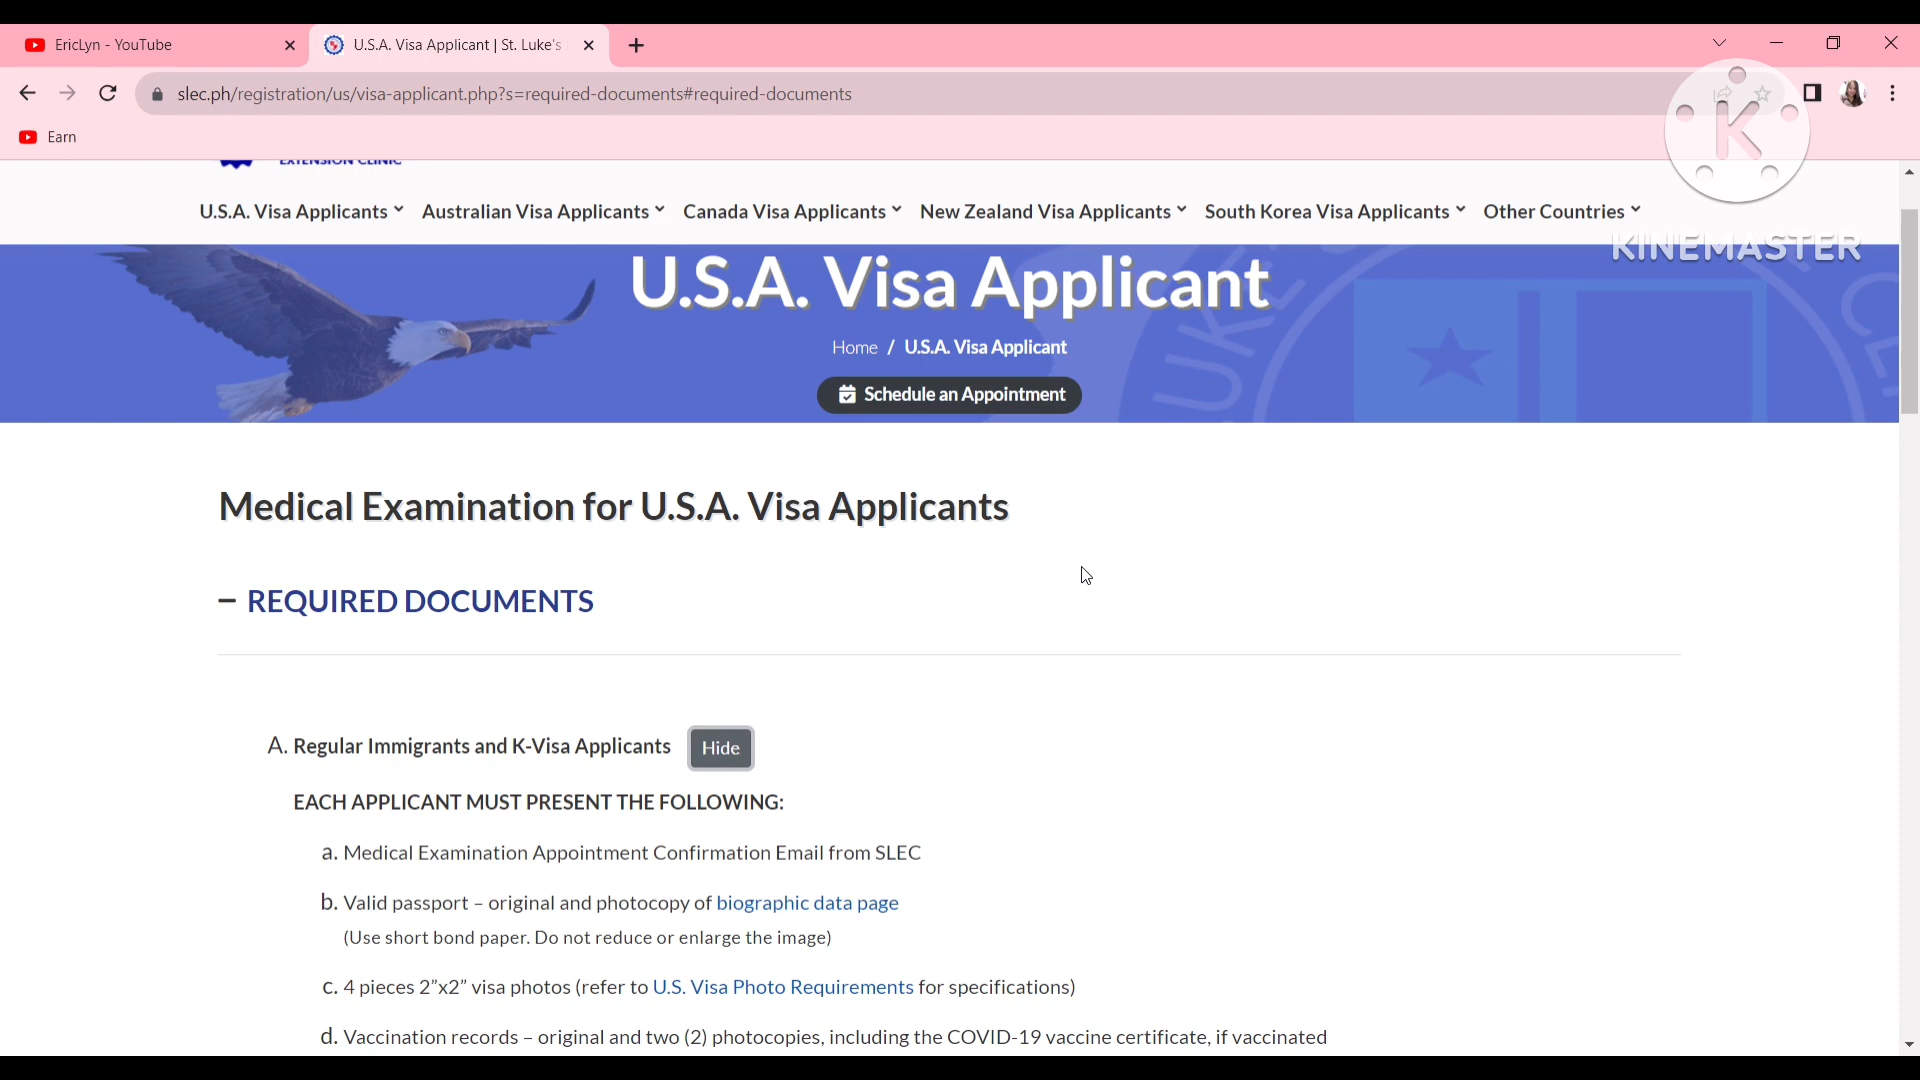 EricLyn - YouTube
U.S.A. Visa Applicant | St. Luke's
slec.ph/registration/us/visa-applicant.php?s=required-documents#required-documents
Earn
K
KINEMASTER
EXTENSION CLINIC
U.S.A. Visa Applicants
Australian Visa Applicants
Canada Visa Applicants
New Zealand Visa Applicants
South Korea Visa Applicants
Other Countries
U.S.A. Visa Applicant
Home / U.S.A. Visa Applicant
Schedule an Appointment
Medical Examination for U.S.A. Visa Applicants
– REQUIRED DOCUMENTS
A. Regular Immigrants and K-Visa Applicants
Hide
EACH APPLICANT MUST PRESENT THE FOLLOWING:
a. Medical Examination Appointment Confirmation Email from SLEC
b. Valid passport – original and photocopy of biographic data page
(Use short bond paper. Do not reduce or enlarge the image)
c. 4 pieces 2”x2” visa photos (refer to U.S. Visa Photo Requirements for specifications)
d. Vaccination records – original and two (2) photocopies, including the COVID-19 vaccine certificate, if vaccinated